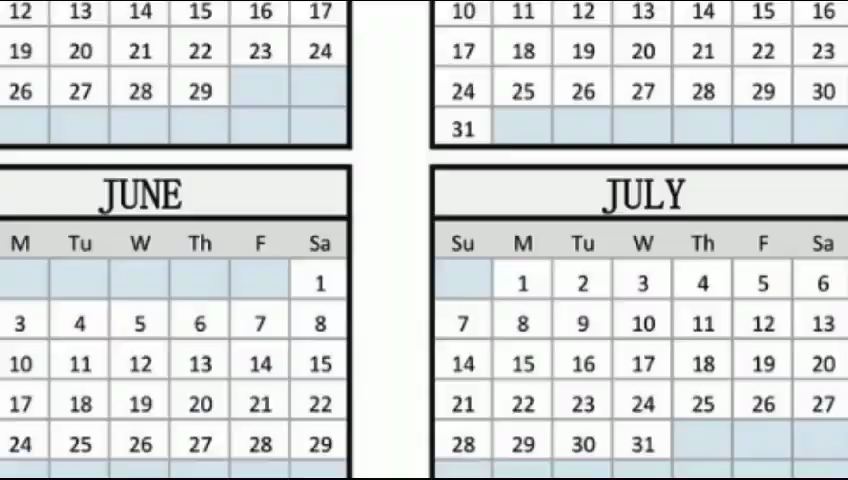 12 13 14 15 16 17
19 20 21 22 23 24
26 27 28 29
10 11 12 13 14 15 16
17 18 19 20 21 22 23
24 25 26 27 28 29 30
31
JUNE
M Tu W Th F Sa
1
3 4 5 6 7 8
10 11 12 13 14 15
17 18 19 20 21 22
24 25 26 27 28 29
JULY
Su M Tu W Th F Sa
1 2 3 4 5 6
7 8 9 10 11 12 13
14 15 16 17 18 19 20
21 22 23 24 25 26 27
28 29 30 31